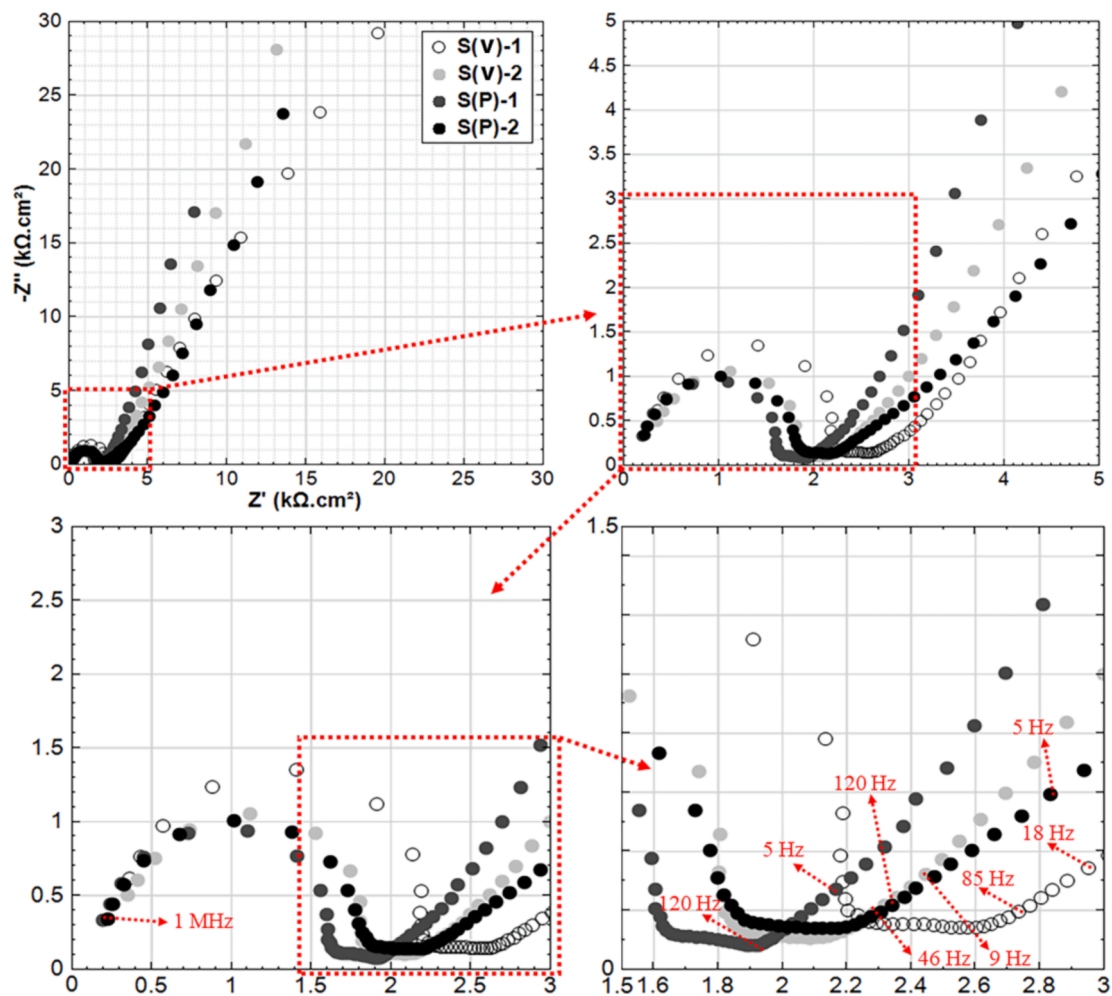 30
25
20
15
10
5
0
-Z'' (kΩ.cm²)
S(v)-1
S(v)-2
S(P)-1
S(P)-2
0 5 10 15 20 25 30
Z' (kΩ.cm²)
5
4.5
4
3.5
3
2.5
2
1.5
1
0.5
0
0 1 2 3 4 5
3
2.5
2
1.5
1
0.5
0
1 MHz
0 0.5 1 1.5 2 2.5 3
1.5
0
5 Hz
120 Hz
18 Hz
5 Hz
85 Hz
120 Hz
46 Hz
9 Hz
1.5 1.6 1.8 2 2.2 2.4 2.6 2.8 3